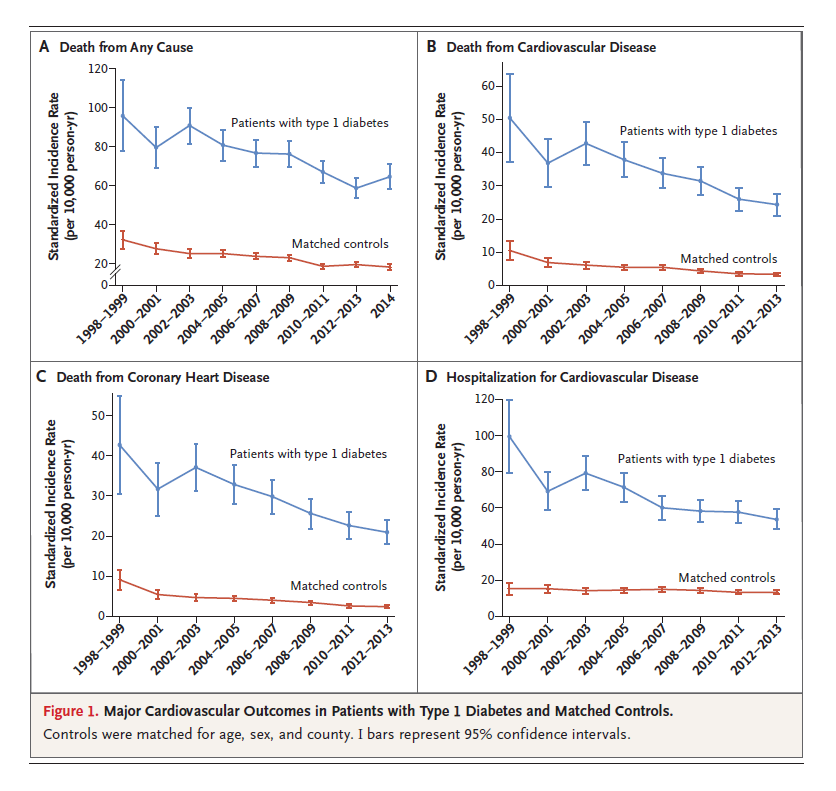 A Death from Any Cause
Standardized Incidence Rate
(per 10,000 person-yr)
120
100
80
60
40
20
0
Patients with type 1 diabetes
Matched controls
1998–1999
2000–2001
2002–2003
2004–2005
2006–2007
2008–2009
2010–2011
2012–2013
2014
B Death from Cardiovascular Disease
Standardized Incidence Rate
(per 10,000 person-yr)
60
50
40
30
20
10
0
Patients with type 1 diabetes
Matched controls
1998–1999
2000–2001
2002–2003
2004–2005
2006–2007
2008–2009
2010–2011
2012–2013
C Death from Coronary Heart Disease
Standardized Incidence Rate
(per 10,000 person-yr)
50
40
30
20
10
0
Patients with type 1 diabetes
Matched controls
1998–1999
2000–2001
2002–2003
2004–2005
2006–2007
2008–2009
2010–2011
2012–2013
D Hospitalization for Cardiovascular Disease
Standardized Incidence Rate
(per 10,000 person-yr)
120
100
80
60
40
20
0
Patients with type 1 diabetes
Matched controls
1998–1999
2000–2001
2002–2003
2004–2005
2006–2007
2008–2009
2010–2011
2012–2013
Figure 1. Major Cardiovascular Outcomes in Patients with Type 1 Diabetes and Matched Controls.
Controls were matched for age, sex, and county. I bars represent 95% confidence intervals.